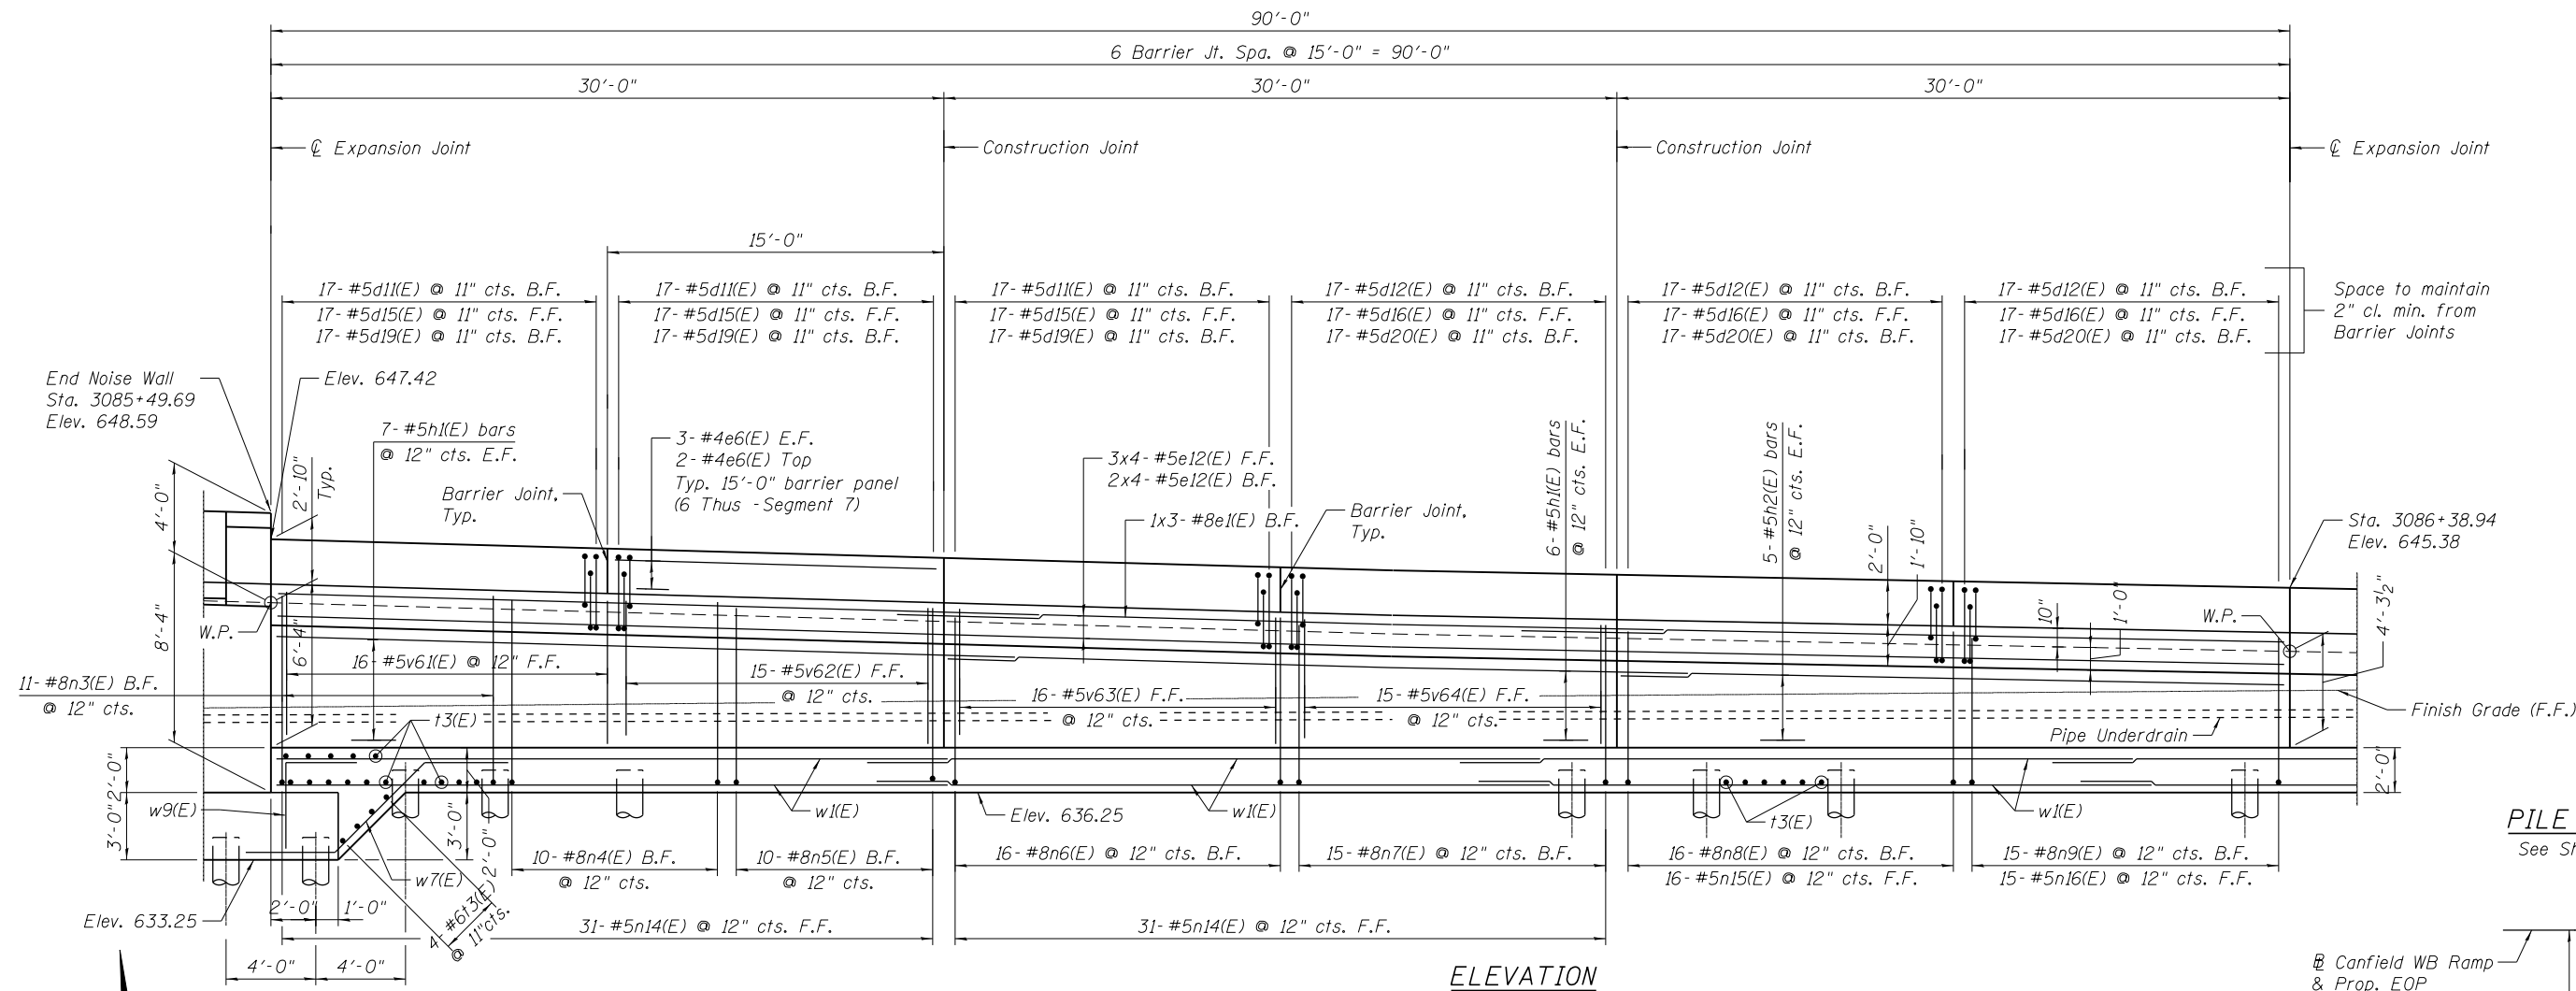 90'-0"
6 Barrier Jt. Spa. @ 15'-0" = 90'-0"
30'-0"
30'-0"
30'-0"
℄ Expansion Joint
Construction Joint
Construction Joint
℄ Expansion Joint
15'-0"
17- #5d11(E) @ 11" cts. B.F.
17- #5d15(E) @ 11" cts. F.F.
17- #5d19(E) @ 11" cts. B.F.
17- #5d11(E) @ 11" cts. B.F.
17- #5d15(E) @ 11" cts. F.F.
17- #5d19(E) @ 11" cts. B.F.
17- #5d11(E) @ 11" cts. B.F.
17- #5d15(E) @ 11" cts. F.F.
17- #5d19(E) @ 11" cts. B.F.
17- #5d12(E) @ 11" cts. B.F.
17- #5d16(E) @ 11" cts. F.F.
17- #5d20(E) @ 11" cts. B.F.
17- #5d12(E) @ 11" cts. B.F.
17- #5d16(E) @ 11" cts. F.F.
17- #5d20(E) @ 11" cts. B.F.
17- #5d12(E) @ 11" cts. B.F.
17- #5d16(E) @ 11" cts. F.F.
17- #5d20(E) @ 11" cts. B.F.
Space to maintain
2" cl. min. from
Barrier Joints
End Noise Wall
Sta. 3085+49.69
Elev. 648.59
Elev. 647.42
7- #5h1(E) bars
@ 12" cts. E.F.
3- #4e6(E) E.F.
2- #4e6(E) Top
Typ. 15'-0" barrier panel
(6 Thus -Segment 7)
Barrier Joint,
Typ.
3x4- #5e12(E) F.F.
2x4- #5e12(E) B.F.
1x3- #8e1(E) B.F.
Barrier Joint,
Typ.
6- #5h1(E) bars
@ 12" cts. E.F.
5- #5h2(E) bars
@ 12" cts. E.F.
Sta. 3086+38.94
Elev. 645.38
4'-0"
2'-10"
Typ.
8'-4"
6'-4"
2'-0"
1'-10"
10"
1'-0"
4'-3½"
W.P.
W.P.
16- #5v61(E) @ 12" F.F.
15- #5v62(E) F.F.
@ 12" cts.
16- #5v63(E) F.F.
@ 12" cts.
15- #5v64(E) F.F.
@ 12" cts.
11- #8n3(E) B.F.
@ 12" cts.
t3(E)
Finish Grade (F.F.)
Pipe Underdrain
2'-0"
3'-0"
w9(E)
3'-0"
2'-0"
w1(E)
Elev. 636.25
w1(E)
t3(E)
w1(E)
2'-0"
PILE
See Sh
10- #8n4(E) B.F.
@ 12" cts.
10- #8n5(E) B.F.
@ 12" cts.
16- #8n6(E) @ 12" cts. B.F.
15- #8n7(E) @ 12" cts. B.F.
16- #8n8(E) @ 12" cts. B.F.
16- #5n15(E) @ 12" cts. F.F.
15- #8n9(E) @ 12" cts. B.F.
15- #5n16(E) @ 12" cts. F.F.
w7(E)
4- #6t3(E)
@ 11"cts.
Elev. 633.25
2'-0"
1'-0"
31- #5n14(E) @ 12" cts. F.F.
31- #5n14(E) @ 12" cts. F.F.
4'-0"
4'-0"
ELEVATION
B Canfield WB Ramp
& Prop. EOP